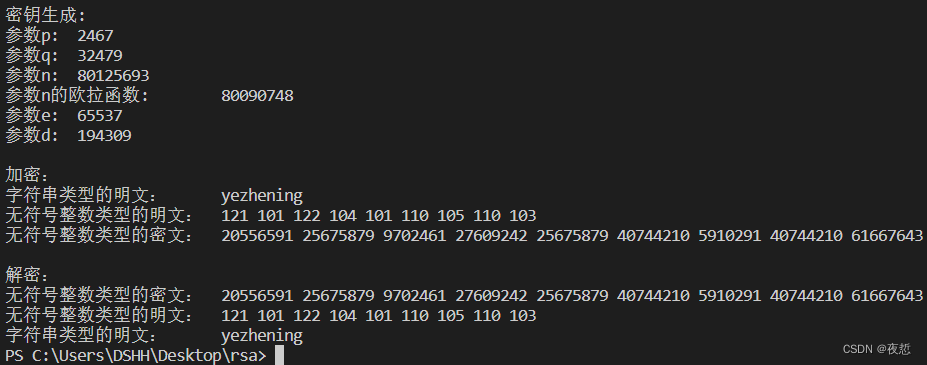 密钥生成:
参数p: 2467
参数q: 32479
参数n: 80125693
参数n的欧拉函数: 80090748
参数e: 65537
参数d: 194309
加密:
字符串类型的明文: yezhening
无符号整数类型的明文: 121 101 122 104 101 110 105 110 103
无符号整数类型的密文: 20556591 25675879 9702461 27609242 25675879 40744210 5910291 40744210 61667643
解密:
无符号整数类型的密文: 20556591 25675879 9702461 27609242 25675879 40744210 5910291 40744210 61667643
无符号整数类型的明文: 121 101 122 104 101 110 105 110 103
字符串类型的明文: yezhening
PS C:\Users\DSHH\Desktop\rsa>
CSDN @夜悊